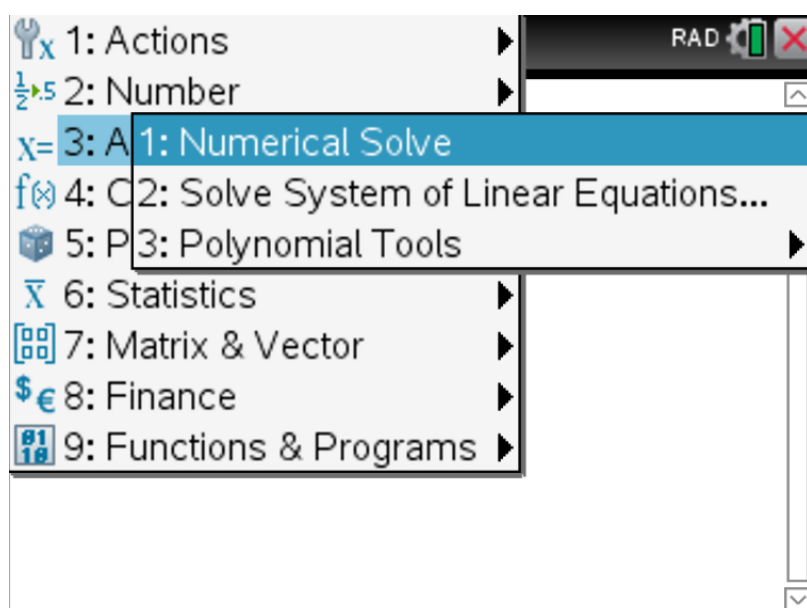 1: Actions
RAD
2: Number
3: A
1: Numerical Solve
4: C
2: Solve System of Linear Equations...
5: P
3: Polynomial Tools
6: Statistics
7: Matrix & Vector
8: Finance
9: Functions & Programs